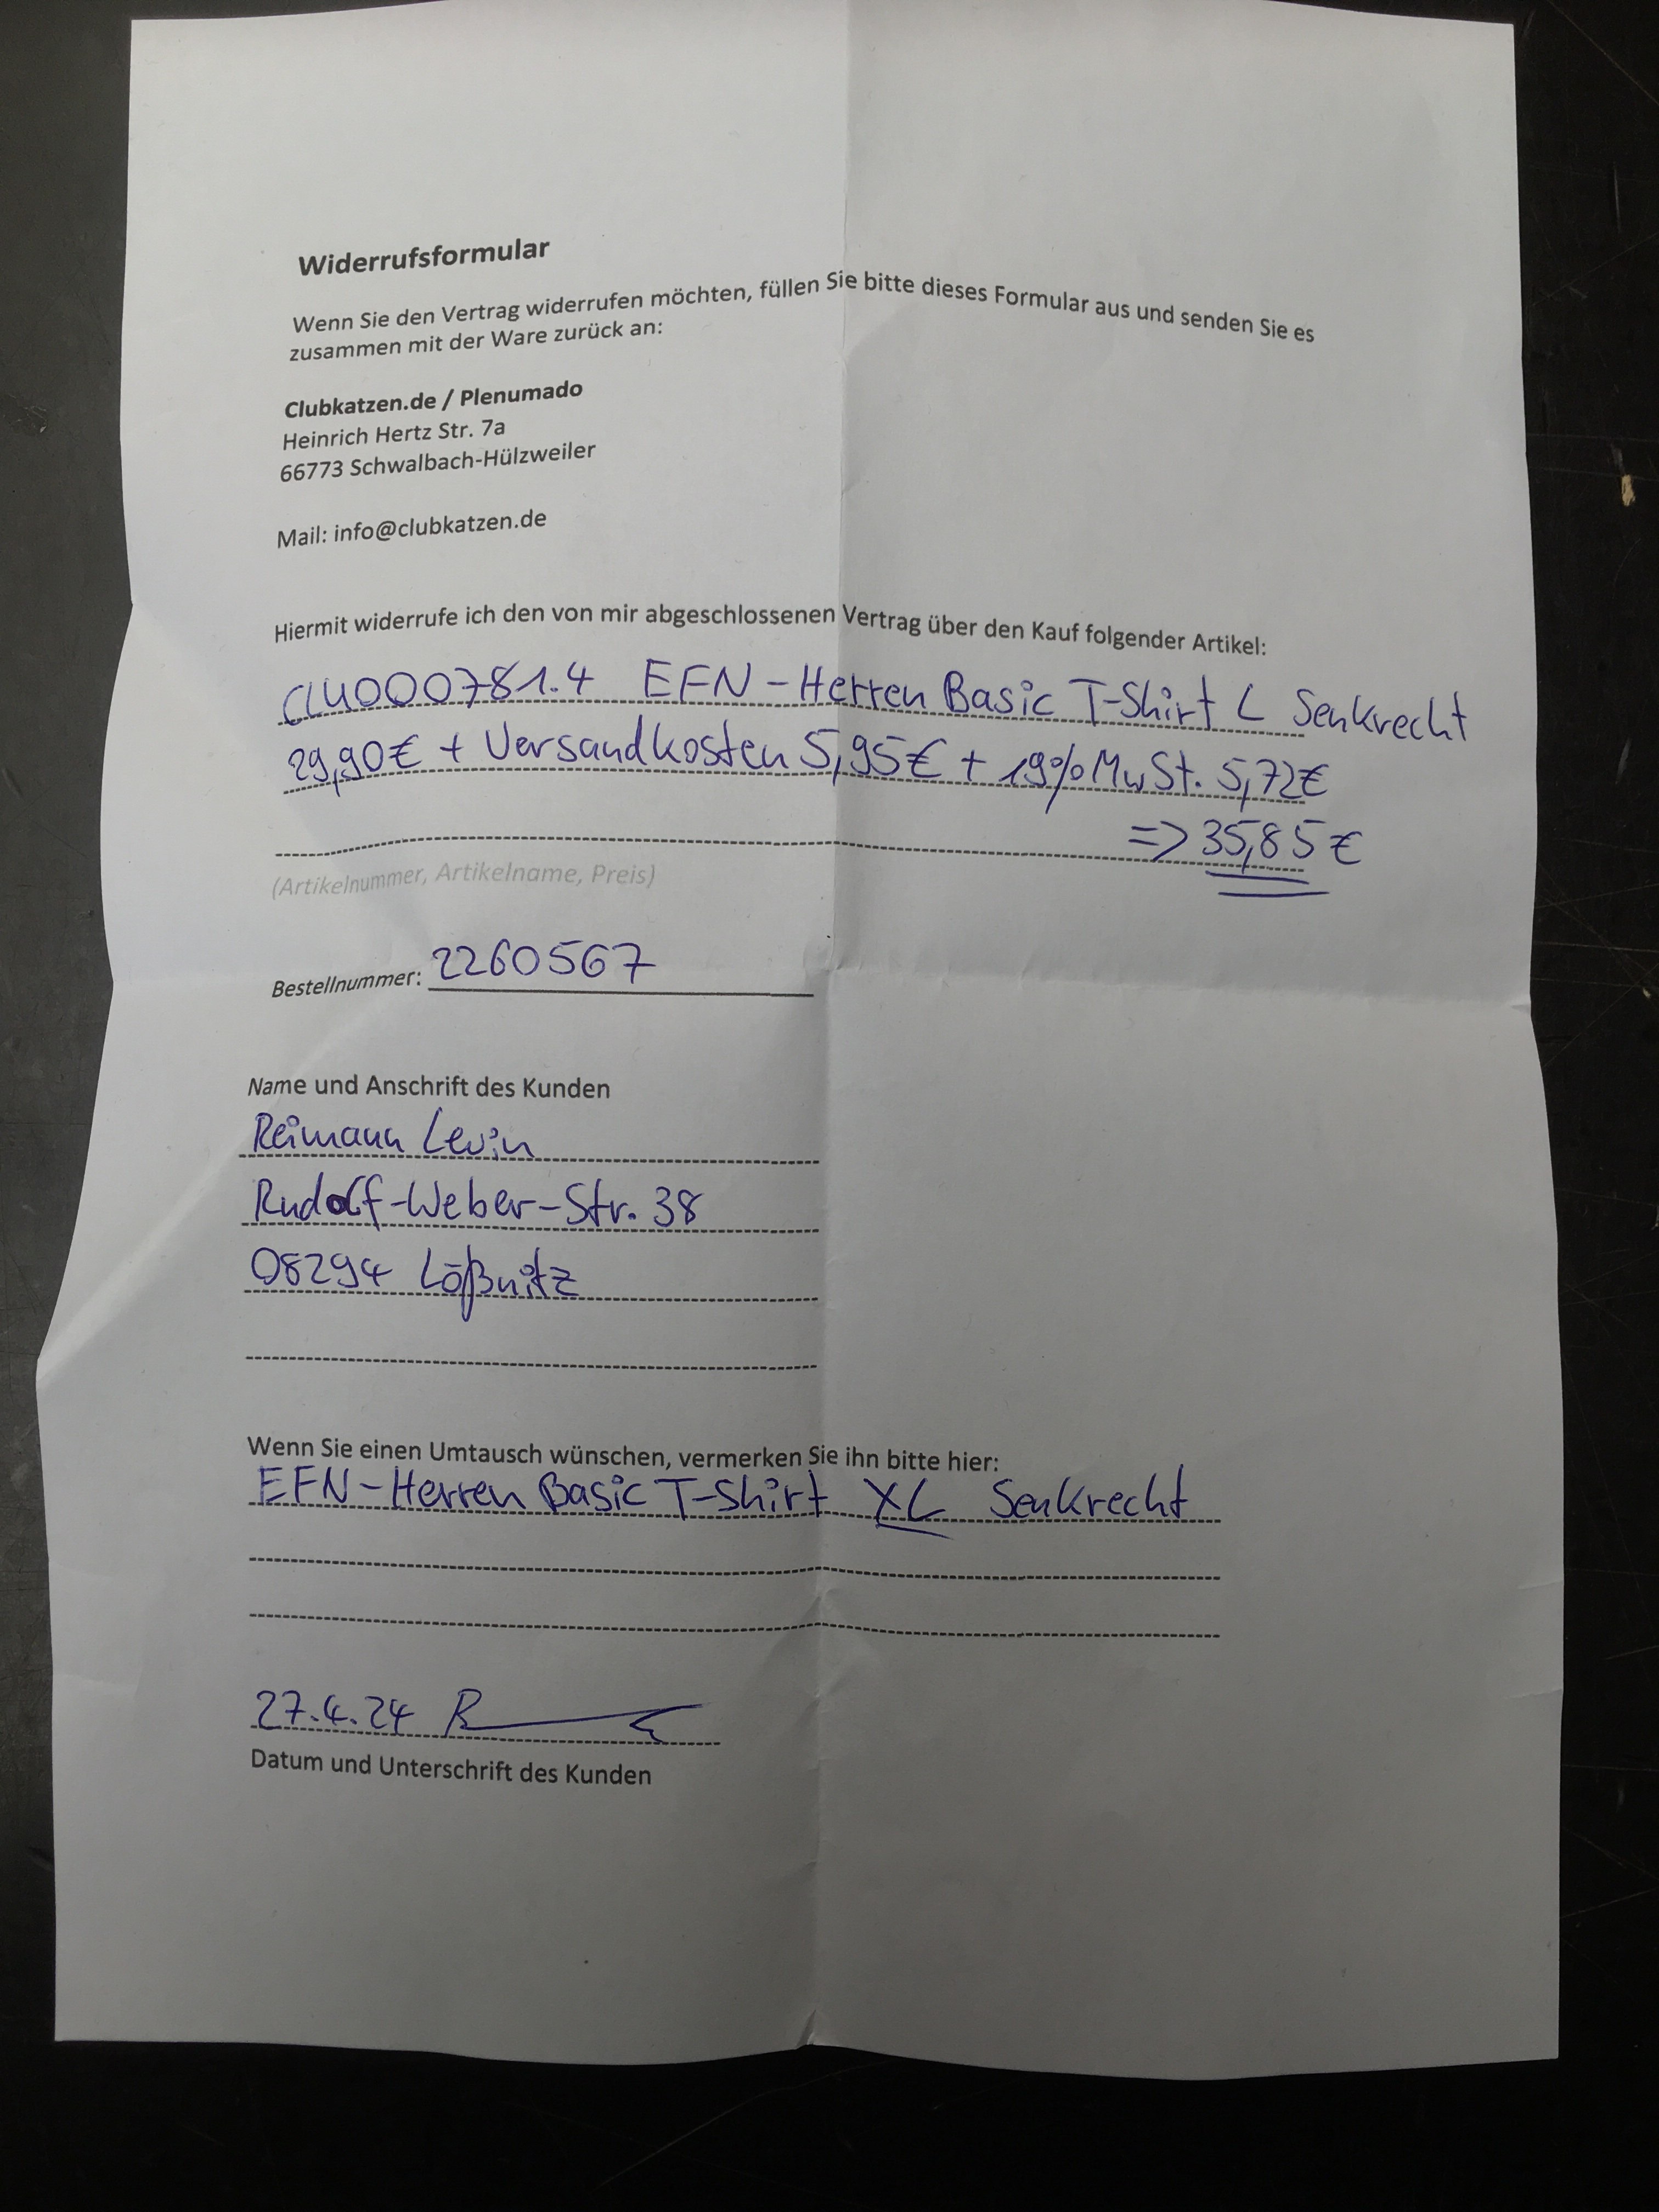 Widerrufsformular
Wenn Sie den Vertrag widerrufen möchten, füllen Sie bitte dieses Formular aus und senden Sie es
zusammen mit der Ware zurück an:
Clubkatzen.de / Plenumado
Heinrich Hertz Str. 7a
66773 Schwalbach-Hülzweiler
Mail: info@clubkatzen.de
Hiermit widerrufe ich den von mir abgeschlossenen Vertrag über den Kauf folgender Artikel:
EFN-Herren Basic T-Shirt L Senkrecht
29,90€ + Versandkosten 5,95€ + 19% MwSt. 5,72€
=> 35,85€
(Artikelnummer, Artikelname, Preis)
Bestellnummer: 2260567
Name und Anschrift des Kunden
Reimann Levin
Rudolf-Weber-Str. 38
08294 Lößnitz
Wenn Sie einen Umtausch wünschen, vermerken Sie ihn bitte hier:
EFN-Herren Basic T-Shirt XL Senkrecht
27.4.24
Datum und Unterschrift des Kunden